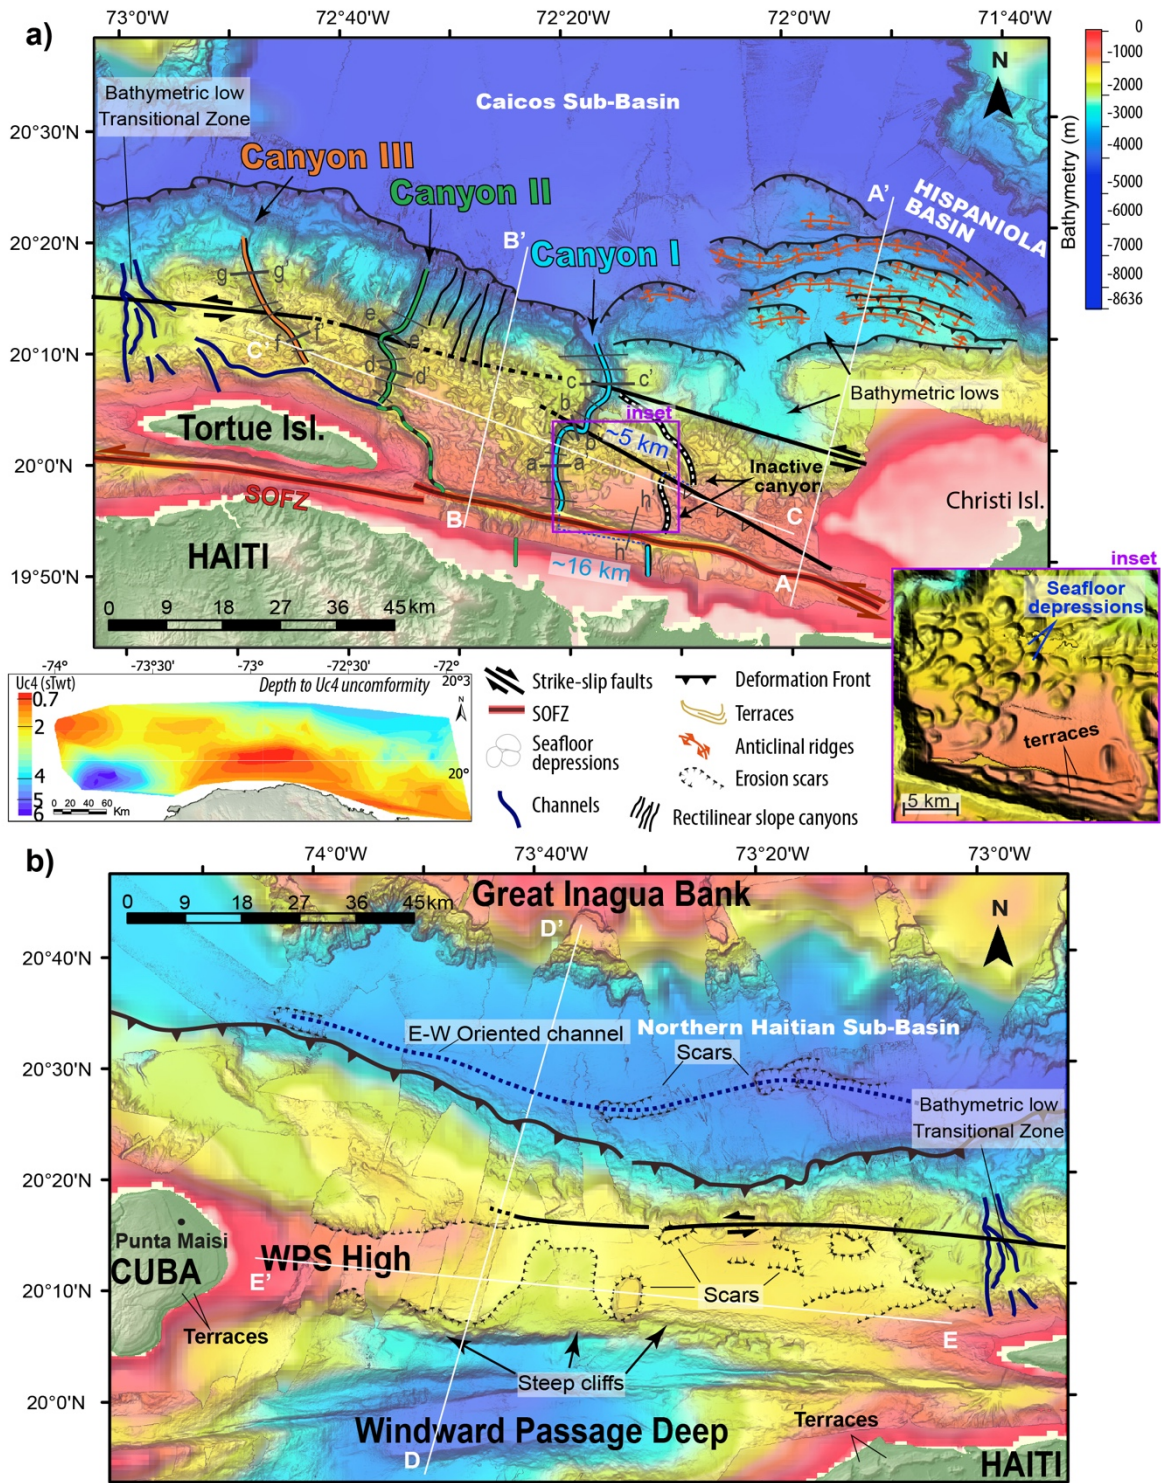 a)
73°0'W 72°40'W 72°20'W 72°0'W 71°40'W
Bathymetric low
Transitional Zone
Caicos Sub-Basin
N
0
-1000
-2000
-3000
-4000
-5000
-6000
-7000
-8000
-8636
Bathymetry (m)
20°30'N
20°20'N
20°10'N
20°0'N
19°50'N
Canyon III
Canyon II
Canyon I
A'
HISPANIOLA
BASIN
B'
g g'
f f'
e e'
d d'
C'
c c'
b b'
Bathymetric lows
inset
~5 km
Tortue Isl.
a a'
Inactive
canyon
h'
SOFZ
B
C
Christi Isl.
h
HAITI
~16 km
A
0 9 18 27 36 45 km
inset
Seafloor
depressions
terraces
5 km
-74° -73°30' -73° -72°30' -72°
Uc4 (sTwt)
Depth to Uc4 uncomformity
20°3
N
0.7
2
4
5
6
20°
0 20 40 60
Km
Strike-slip faults
SOFZ
Seafloor
depressions
Channels
Deformation Front
Terraces
Anticlinal ridges
Erosion scars
Rectilinear slope canyons
b)
74°0'W 73°40'W 73°20'W 73°0'W
0 9 18 27 36 45 km
Great Inagua Bank
D'
N
20°40'N
20°30'N
20°20'N
20°10'N
20°0'N
E-W Oriented channel
Northern Haitian Sub-Basin
Scars
Bathymetric low
Transitional Zone
Punta Maisi
CUBA
WPS High
E'
Terraces
Scars
E
Steep cliffs
Windward Passage Deep
D
Terraces
HAITI